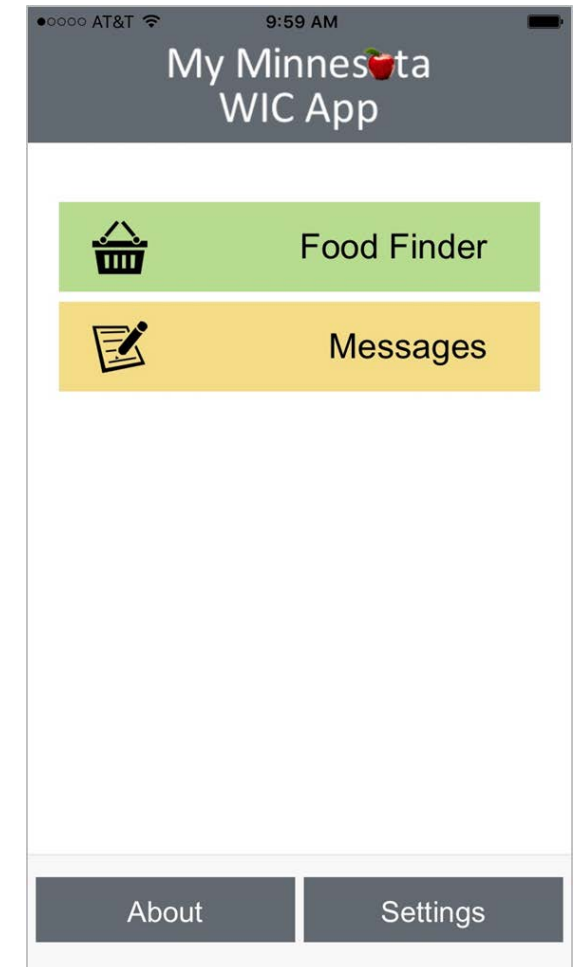 AT&T 9:59 AM
My Minnesota
WIC App
Food Finder
Messages
About Settings